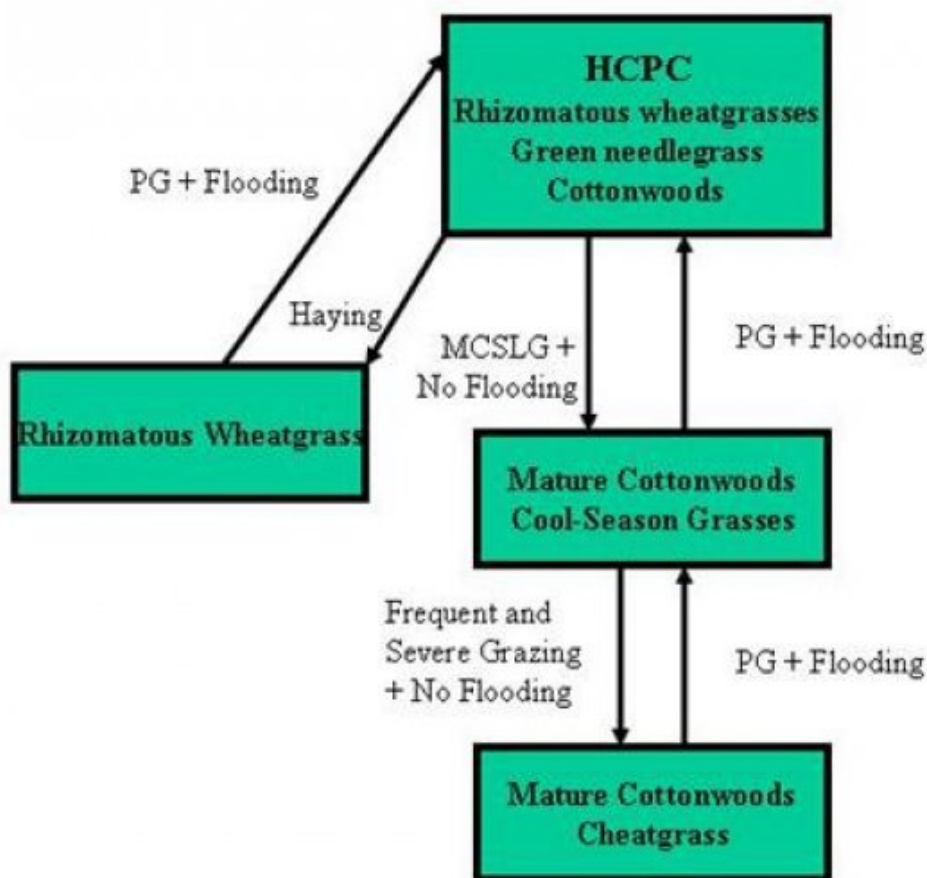 HCPC
Rhizomatous wheatgrasses
Green needlegrass
Cottonwoods
PG + Flooding
Haying
MCSLG +
No Flooding
PG + Flooding
Rhizomatous Wheatgrass
Mature Cottonwoods
Cool-Season Grasses
Frequent and
Severe Grazing
+ No Flooding
PG + Flooding
Mature Cottonwoods
Cheatgrass